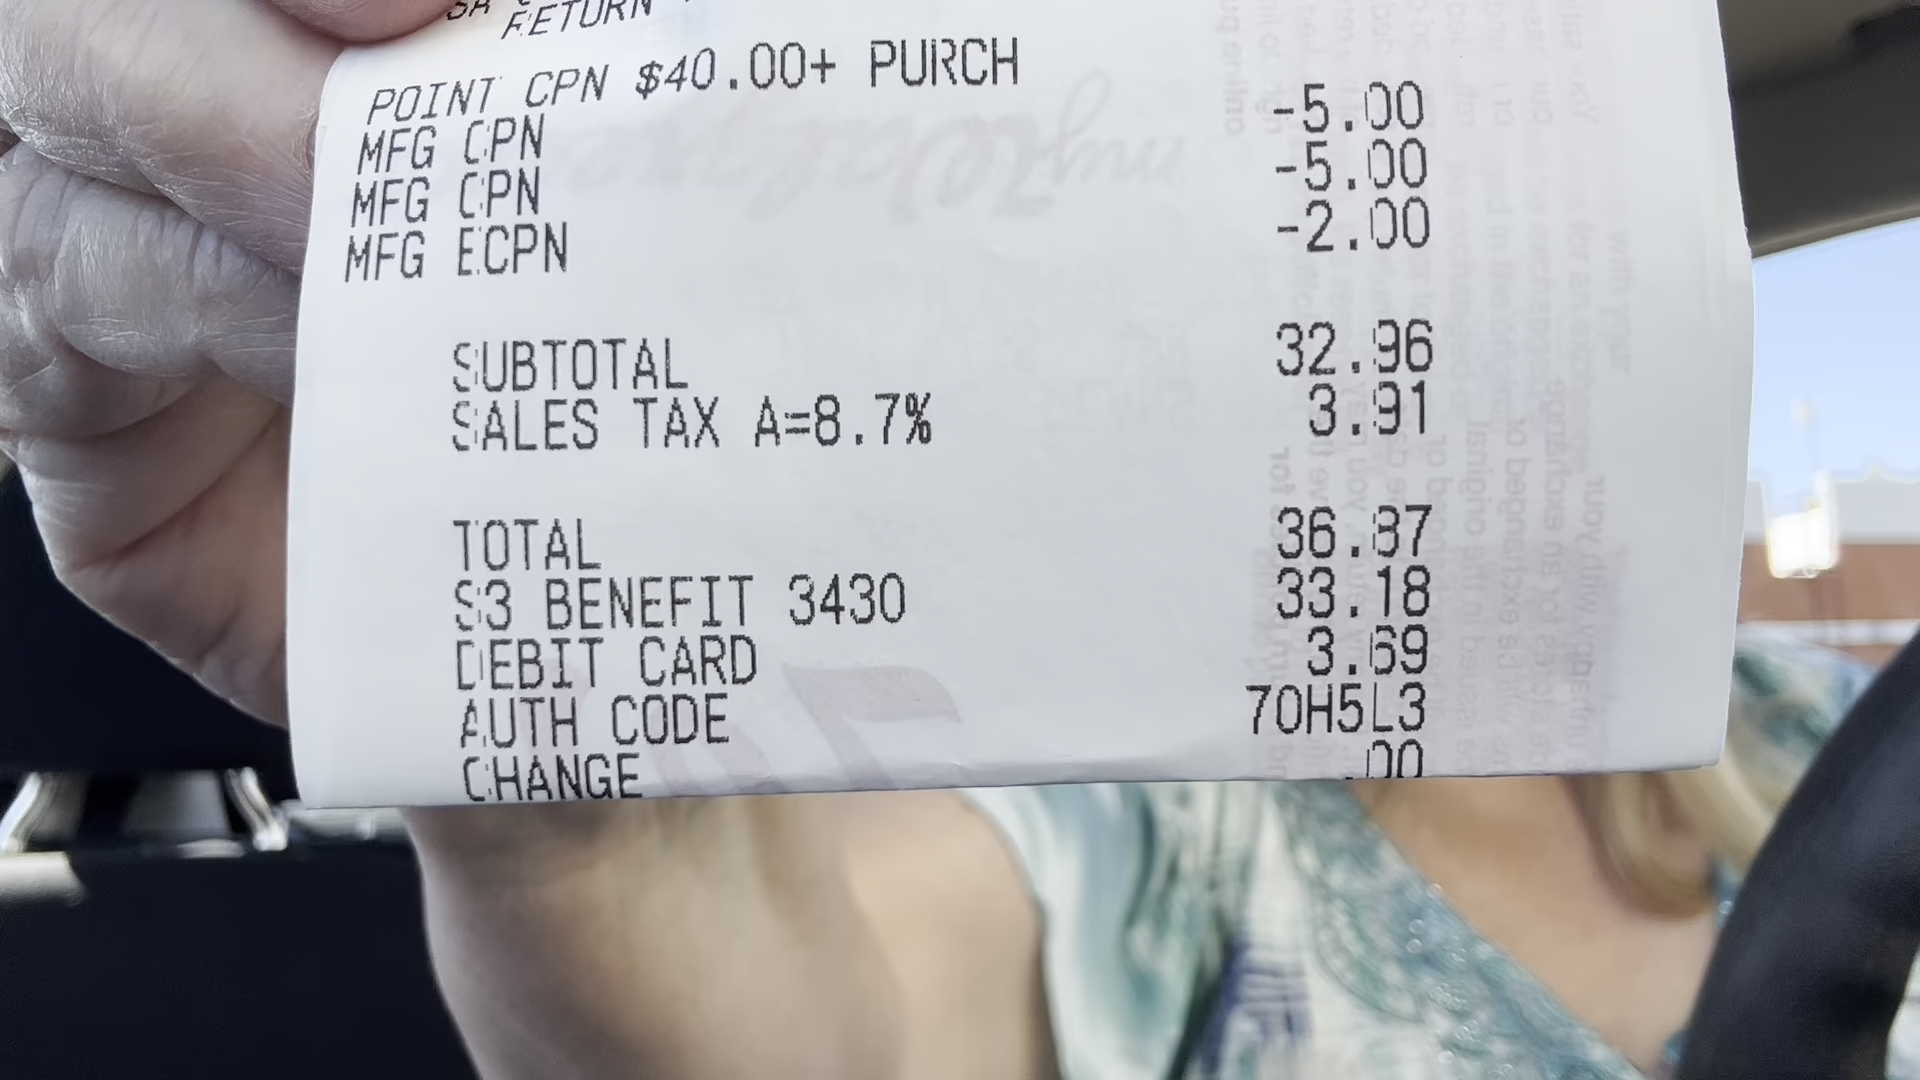 RETURN
POINT CPN $40.00+ PURCH
MFG CPN -5.00
MFG CPN -5.00
MFG ECPN -2.00
SUBTOTAL 32.96
SALES TAX A=8.7% 3.91
TOTAL 36.87
S3 BENEFIT 3430 33.18
DEBIT CARD 3.69
AUTH CODE 70H5L3
CHANGE .00